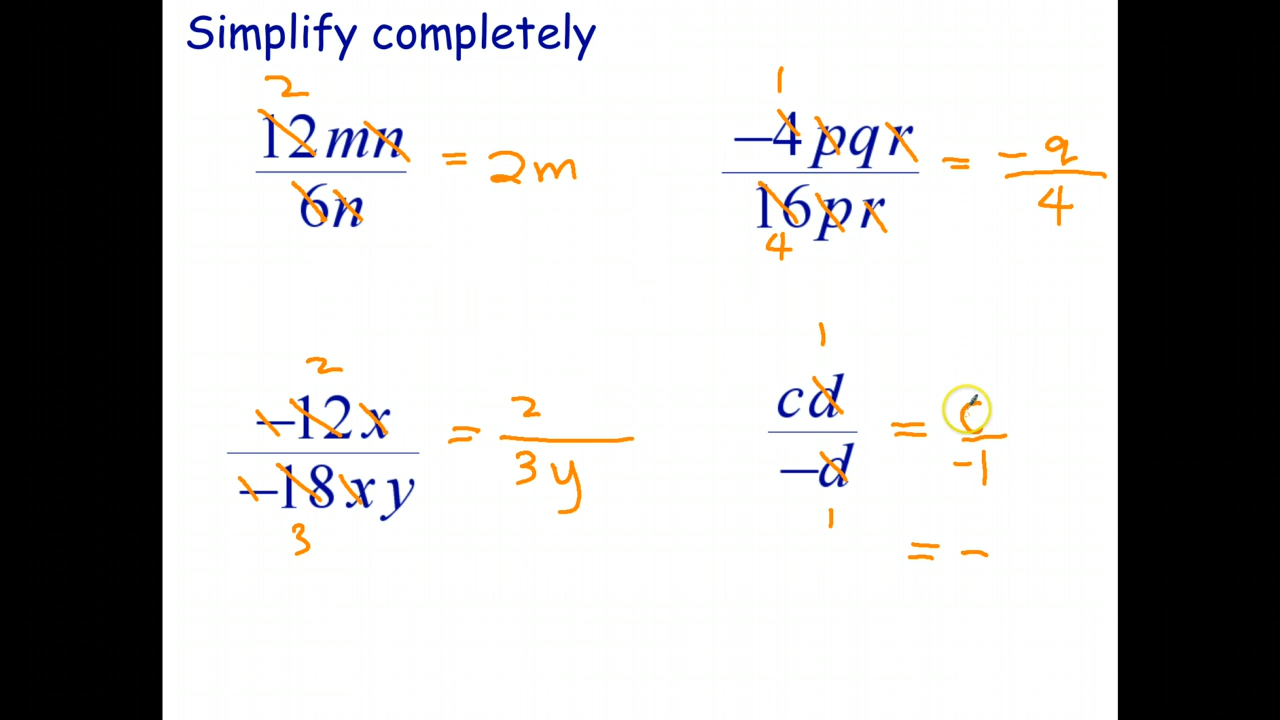 Simplify completely
2
12mn
6n
= 2m
1
-4pqr
16pr
4
= -q
4
2
-12x
-18xy
3
= 2
3y
1
cd
-d
1
= c
-1
= -